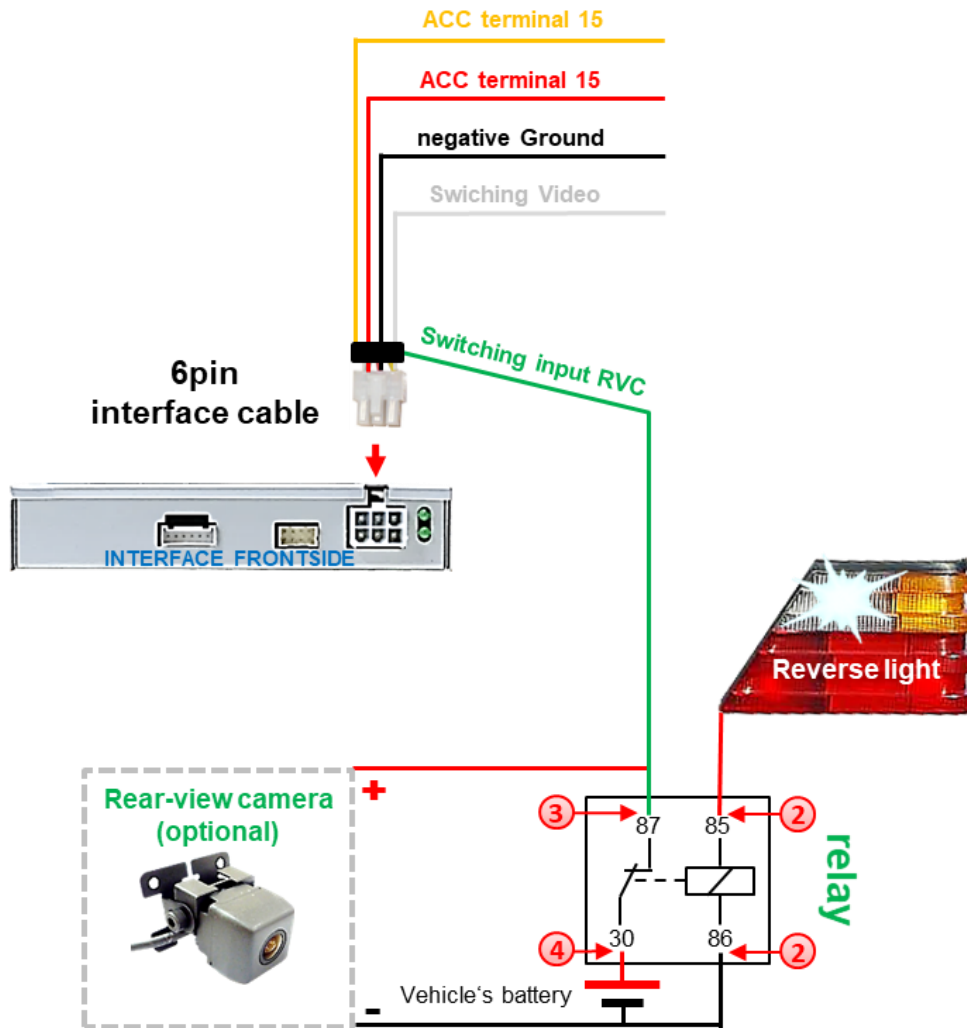 ACC terminal 15
ACC terminal 15
negative Ground
Swiching Video
Switching input RVC
6pin
interface cable
INTERFACE FRONTSIDE
Reverse light
Rear-view camera
(optional)
+
3
2
87
85
relay
4
30
86
2
Vehicle‘s battery
-